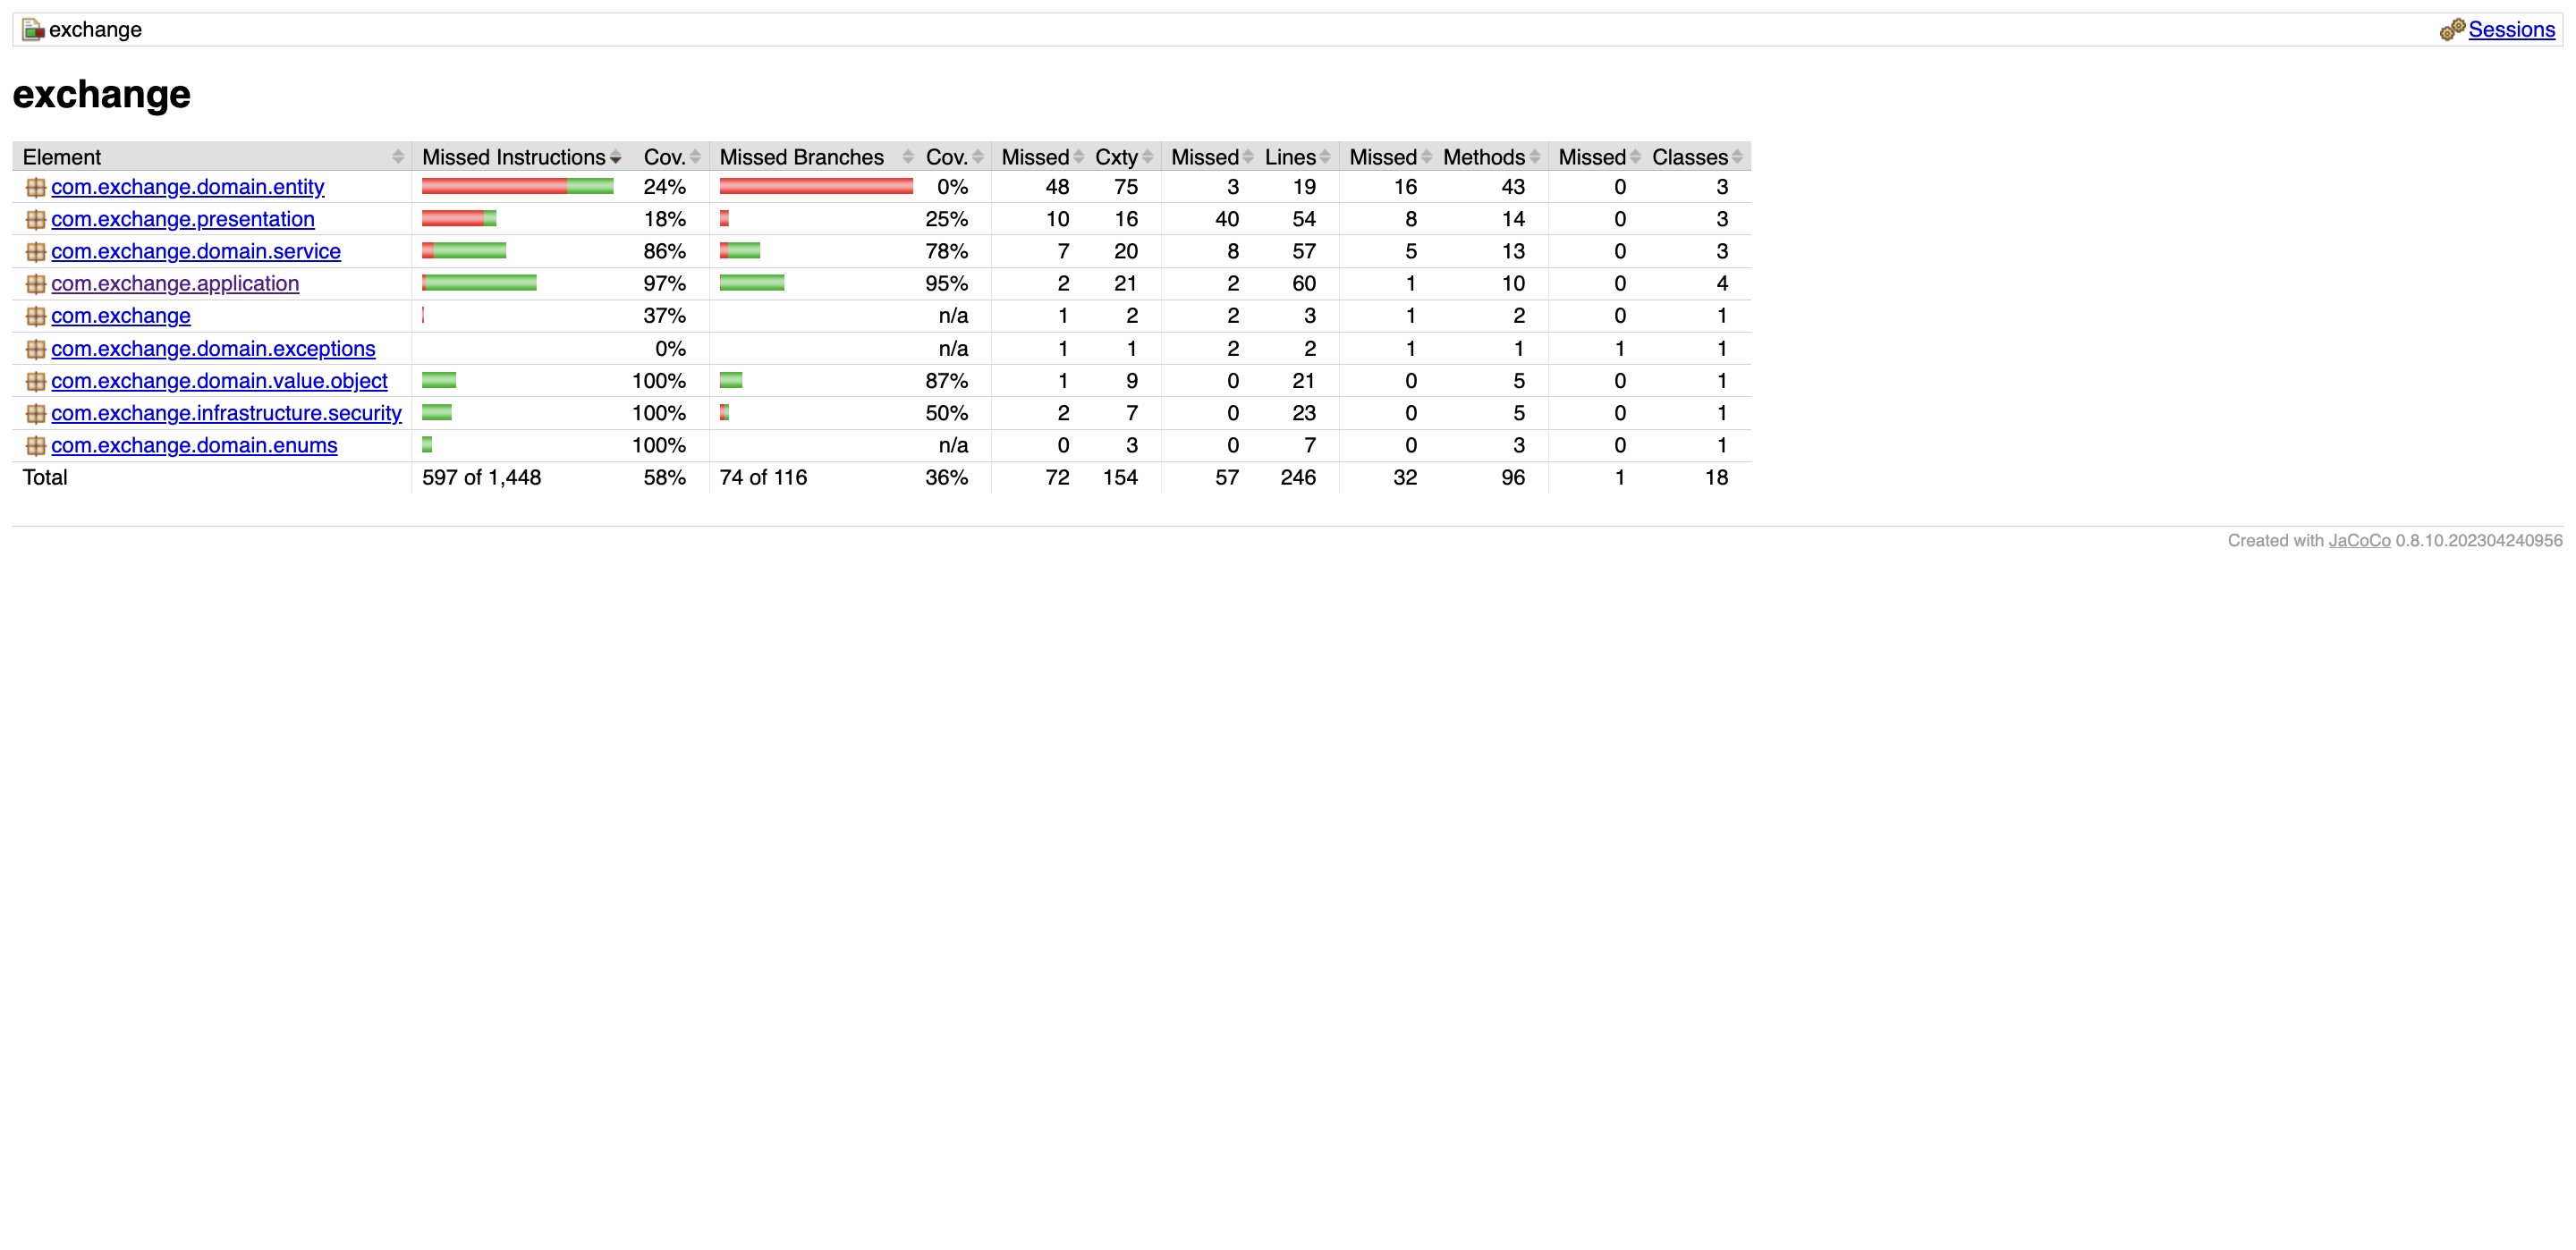 exchange Sessions
exchange
Element Missed Instructions Cov. Missed Branches Cov. Missed Cxty Missed Lines Missed Methods Missed Classes
com.exchange.domain.entity 24% 0% 48 75 3 19 16 43 0 3
com.exchange.presentation 18% 25% 10 16 40 54 8 14 0 3
com.exchange.domain.service 86% 78% 7 20 8 57 5 13 0 3
com.exchange.application 97% 95% 2 21 2 60 1 10 0 4
com.exchange 37% n/a 1 2 2 3 1 2 0 1
com.exchange.domain.exceptions 0% n/a 1 1 2 2 1 1 1 1
com.exchange.domain.value.object 100% 87% 1 9 0 21 0 5 0 1
com.exchange.infrastructure.security 100% 50% 2 7 0 23 0 5 0 1
com.exchange.domain.enums 100% n/a 0 3 0 7 0 3 0 1
Total 597 of 1,448 58% 74 of 116 36% 72 154 57 246 32 96 1 18
Created with JaCoCo 0.8.10.202304240956